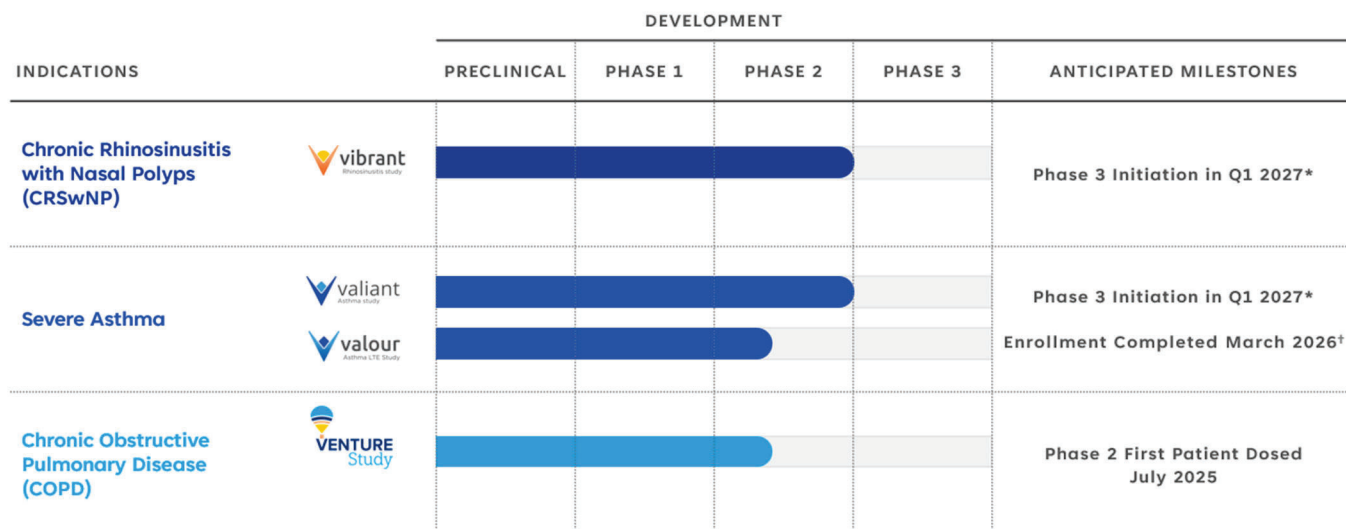 DEVELOPMENT
INDICATIONS
PRECLINICAL
PHASE 1
PHASE 2
PHASE 3
ANTICIPATED MILESTONES
Chronic Rhinosinusitis
with Nasal Polyps
(CRSwNP)
vibrant
Rhinosinusitis study
Phase 3 Initiation in Q1 2027*
Severe Asthma
valiant
Asthma study
Phase 3 Initiation in Q1 2027*
valour
Asthma LTE Study
Enrollment Completed March 2026†
Chronic Obstructive
Pulmonary Disease
(COPD)
VENTURE
Study
Phase 2 First Patient Dosed
July 2025